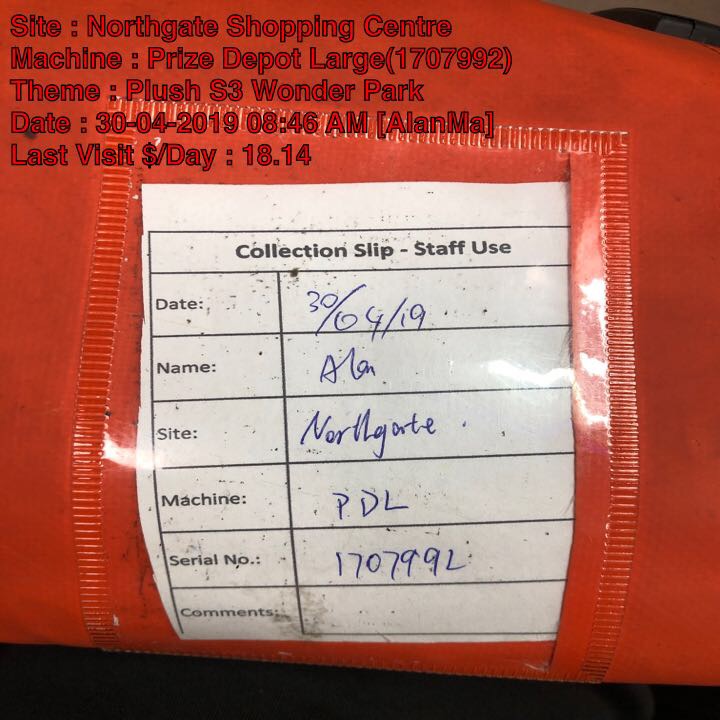 Site : Northgate Shopping Centre
Machine : Prize Depot Large(1707992)
Theme : Plush S3 Wonder Park
Date : 30-04-2019 08:46 AM [AlanMa]
Last Visit $/Day : 18.14
Collection Slip - Staff Use
Date: 30/04/19
Name: Alan
Site: Northgate
Machine: PDL
Serial No.: 1707992
Comments: